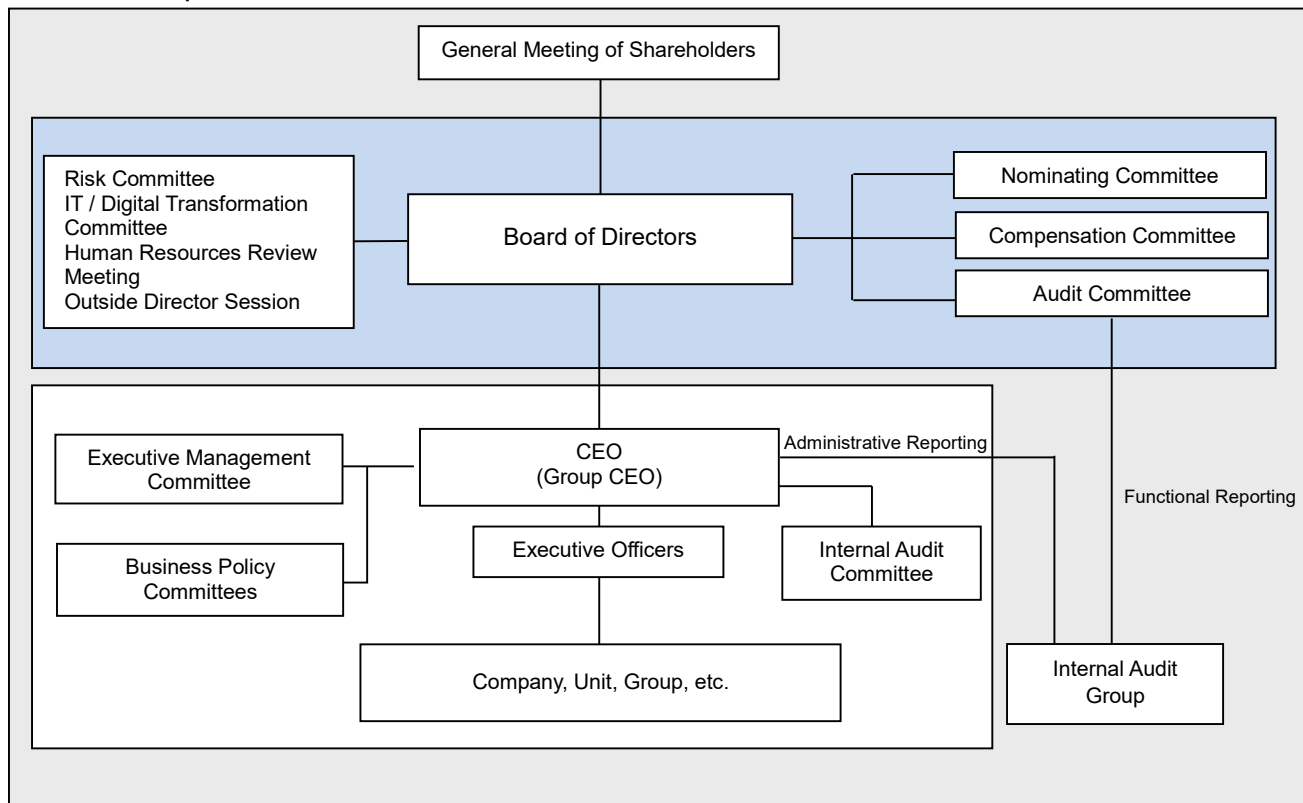 General Meeting of Shareholders
Risk Committee
IT / Digital Transformation
Committee
Human Resources Review
Meeting
Outside Director Session
Board of Directors
Nominating Committee
Compensation Committee
Audit Committee
Executive Management
Committee
Business Policy
Committees
CEO
(Group CEO)
Administrative Reporting
Functional Reporting
Executive Officers
Internal Audit
Committee
Company, Unit, Group, etc.
Internal Audit
Group